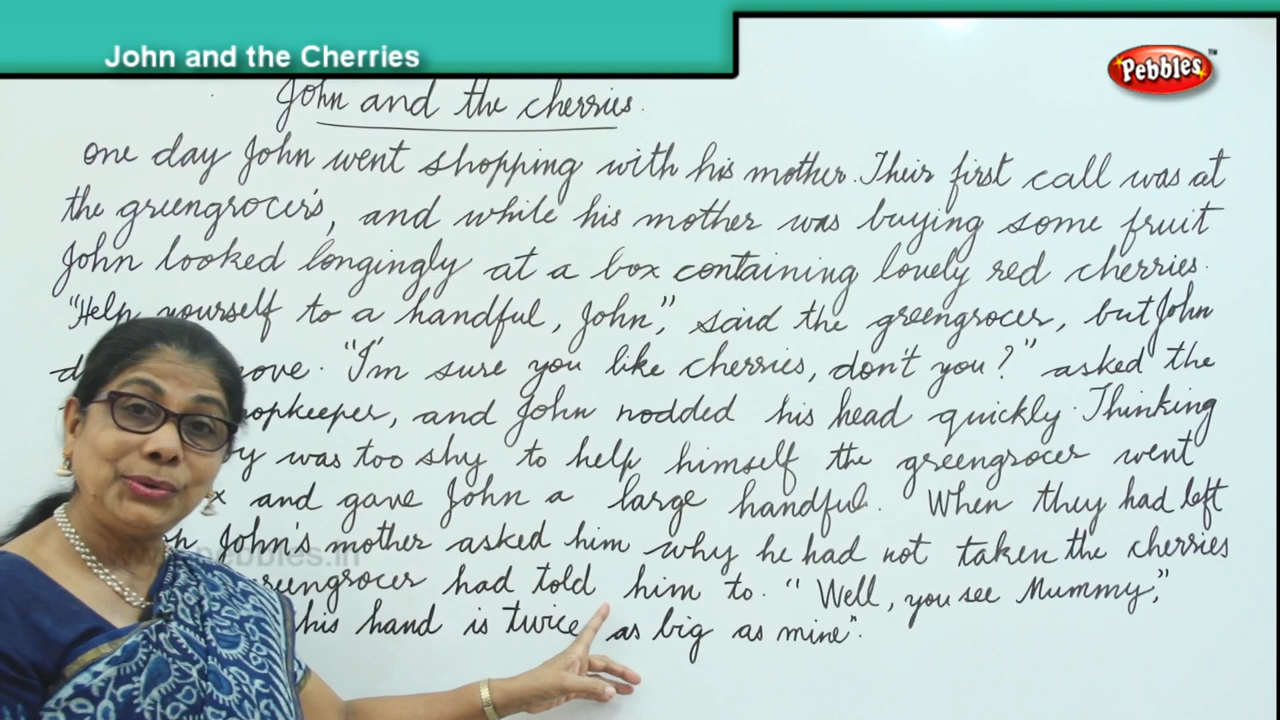 John and the Cherries
Pebbles
TM
John and the cherries.
one day John went shopping with his mother. Their first call was at
the greengrocer's, and while his mother was buying some fruit
John looked longingly at a box containing lovely red cherries.
"Help yourself to a handful, John," said the greengrocer, but John
"I'm sure you like cherries, don't you?" asked the
and John nodded his head quickly. Thinking
was too shy to help himself the greengrocer went
and gave John a large handful. When they had left
John's mother asked him why he had not taken the cherries
had told him to. "Well, you see Mummy,"
his hand is twice as big as mine".